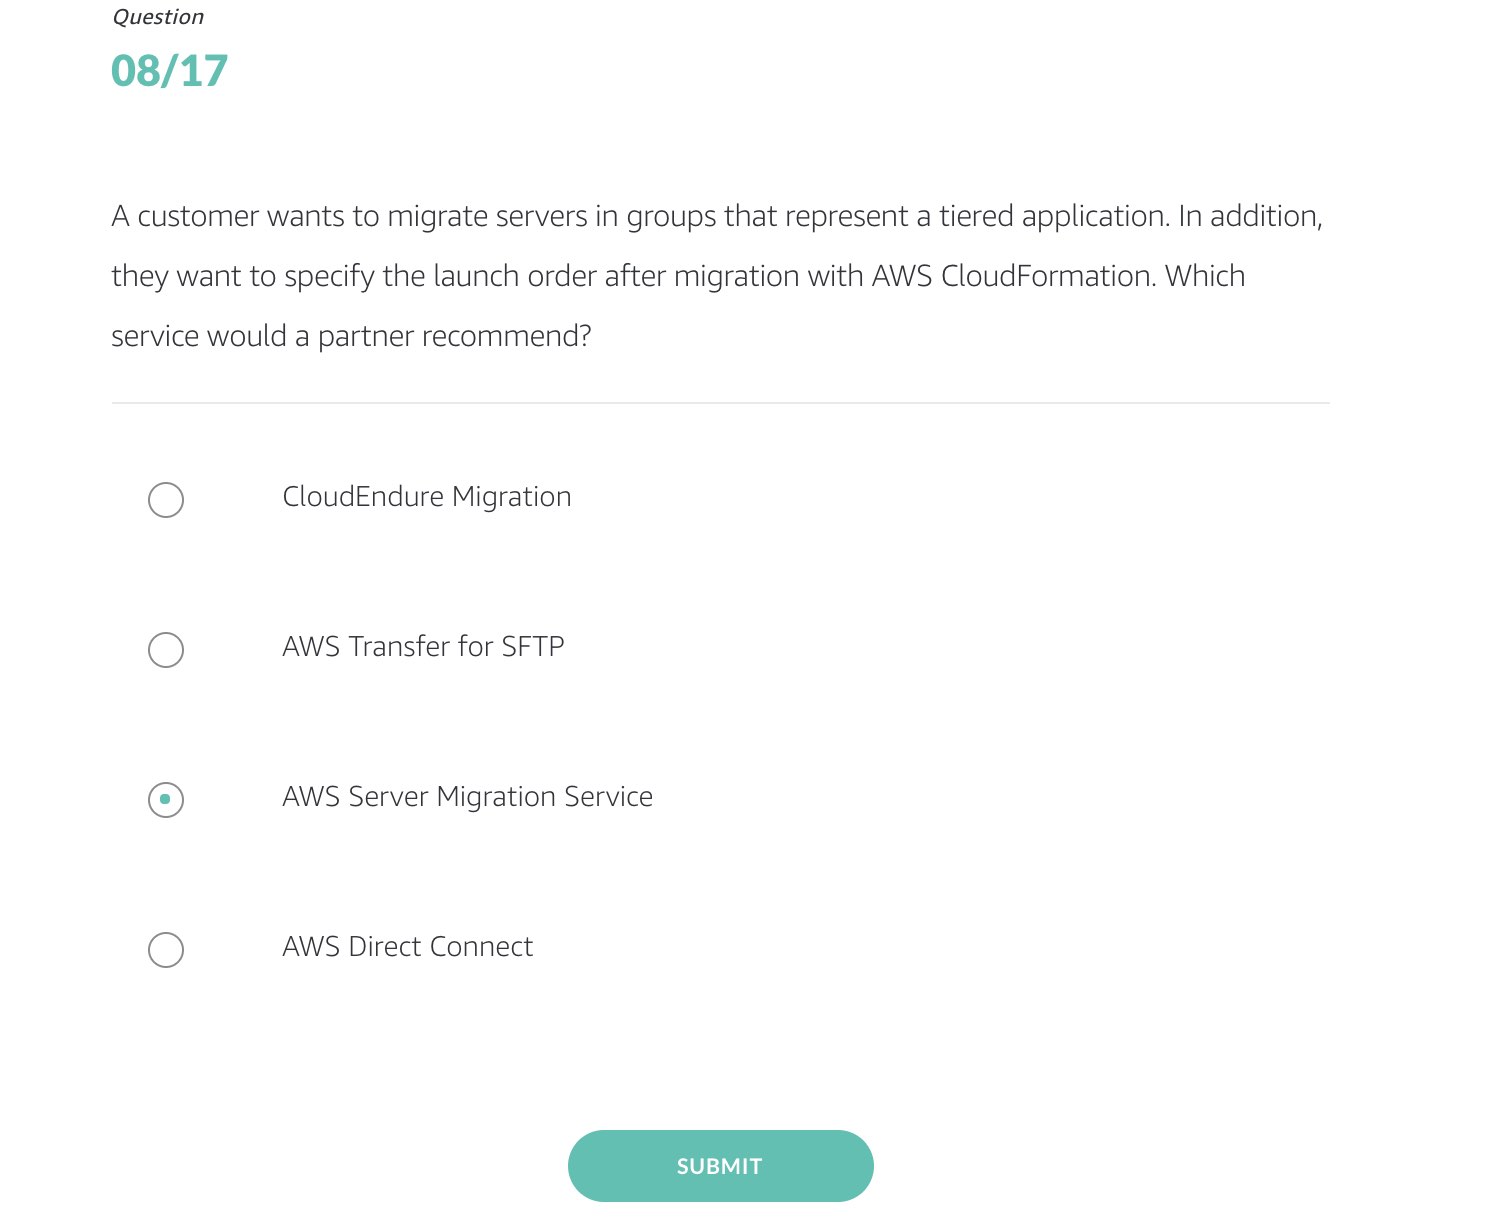 Question
08/17
A customer wants to migrate servers in groups that represent a tiered application. In addition,
they want to specify the launch order after migration with AWS CloudFormation. Which
service would a partner recommend?
CloudEndure Migration
AWS Transfer for SFTP
AWS Server Migration Service
AWS Direct Connect
SUBMIT